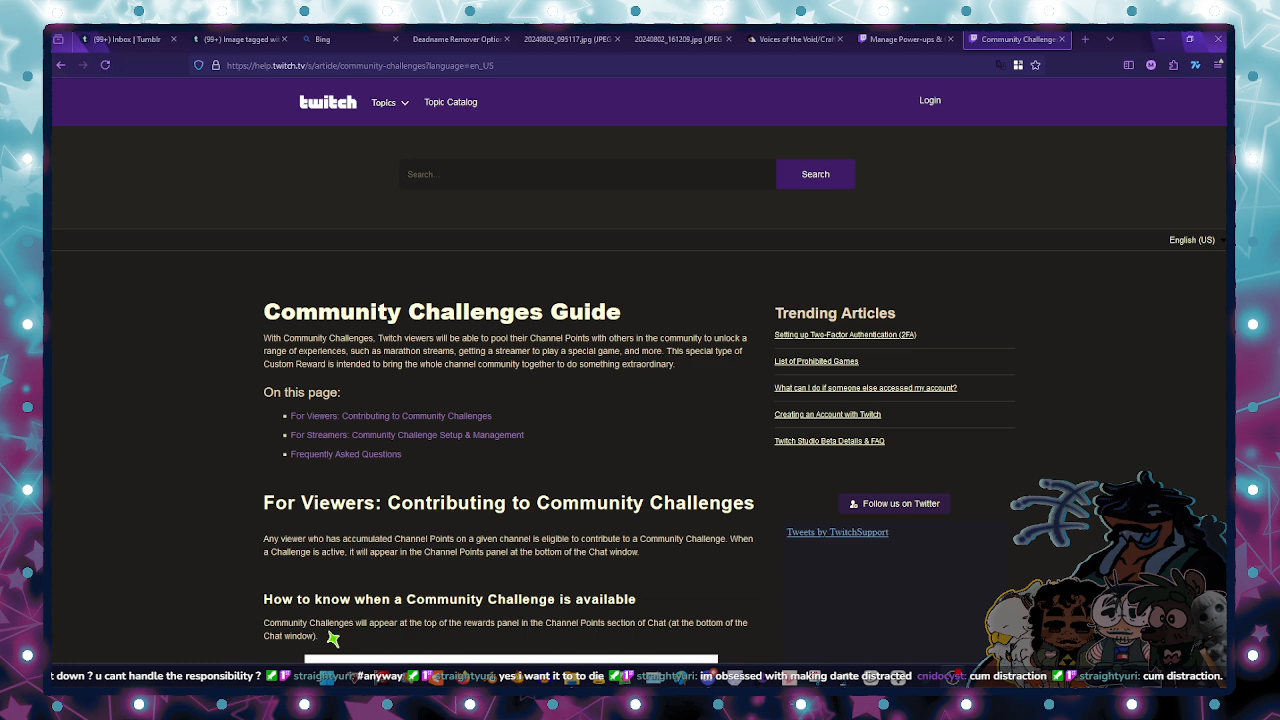 (99+) Inbox | Tumblr
(99+) Image tagged wit
Bing
Deadname Remover Optio
20240802_095117.jpg (JPEG
20240802_161209.jpg (JPEG
Voices of the Void/Craft
Manage Power-ups &
Community Challenge
https://help.twitch.tv/s/article/community-challenges?language=en_US
twitch
Topics
Topic Catalog
Login
Search...
Search
English (US)
Community Challenges Guide
With Community Challenges, Twitch viewers will be able to pool their Channel Points with others in the community to unlock a
range of experiences, such as marathon streams, getting a streamer to play a special game, and more. This special type of
Custom Reward is intended to bring the whole channel community together to do something extraordinary.
On this page:
For Viewers: Contributing to Community Challenges
For Streamers: Community Challenge Setup & Management
Frequently Asked Questions
Trending Articles
Setting up Two-Factor Authentication (2FA)
List of Prohibited Games
What can I do if someone else accessed my account?
Creating an Account with Twitch
Twitch Studio Beta Details & FAQ
Follow us on Twitter
Tweets by TwitchSupport
For Viewers: Contributing to Community Challenges
Any viewer who has accumulated Channel Points on a given channel is eligible to contribute to a Community Challenge. When
a Challenge is active, it will appear in the Channel Points panel at the bottom of the Chat window.
How to know when a Community Challenge is available
Community Challenges will appear at the top of the rewards panel in the Channel Points section of Chat (at the bottom of the
Chat window).
t down ? u cant handle the responsibility ? straightyuri: #anyway straightyuri: yes i want it to to die straightyuri: im obsessed with making dante distracted cnidocyst: cum distraction straightyuri: cum distraction.